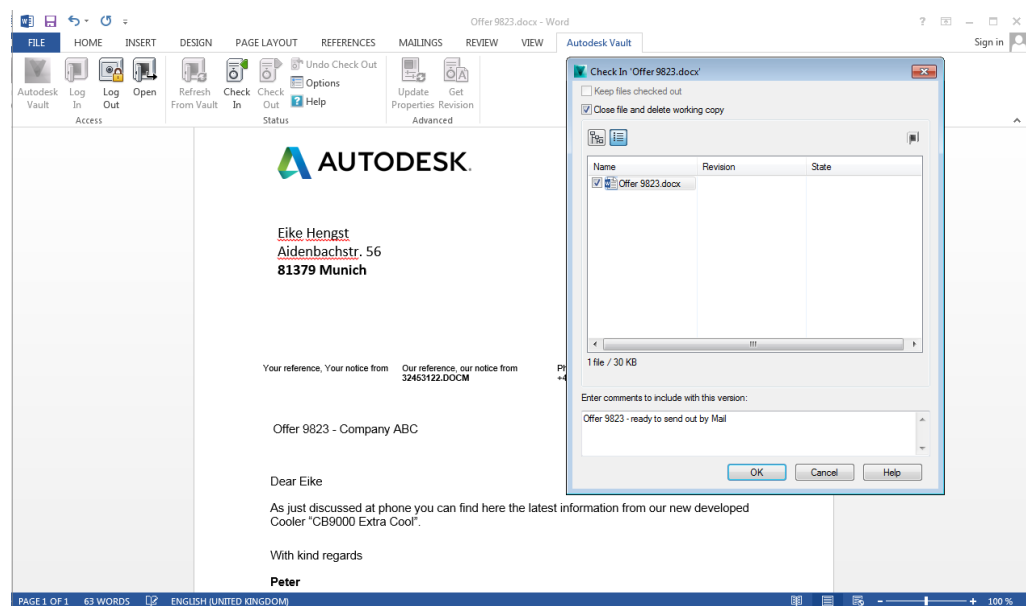 Offer 9823.docx - Word
FILE HOME INSERT DESIGN PAGE LAYOUT REFERENCES MAILINGS REVIEW VIEW Autodesk Vault Sign in
Autodesk Vault
Log In
Log Out
Open
Access
Refresh From Vault
Check In
Check Out
Undo Check Out
Options
Help
Status
Update Properties
Get Revision
Advanced
AUTODESK.
Eike Hengst
Aidenbachstr. 56
81379 Munich
Your reference, Your notice from
Our reference, our notice from
32453122.DOCM
Ph
+4
Offer 9823 - Company ABC
Dear Eike
As just discussed at phone you can find here the latest information from our new developed
Cooler "CB9000 Extra Cool".
With kind regards
Peter
Check In 'Offer 9823.docx'
Keep files checked out
Close file and delete working copy
Name Revision State
Offer 9823.docx
1 file / 30 KB
Enter comments to include with this version:
Offer 9823 - ready to send out by Mail
OK Cancel Help
PAGE 1 OF 1 63 WORDS ENGLISH (UNITED KINGDOM) 100 %